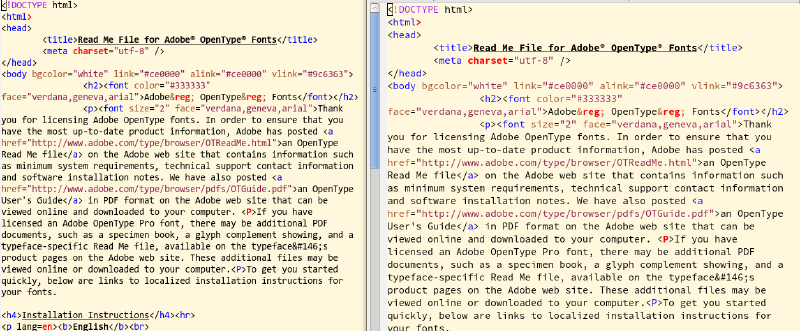 <!DOCTYPE html>
<html>
<head>
<title>Read Me File for Adobe® OpenType® Fonts</title>
<meta charset="utf-8" />
</head>
<body bgcolor="white" link="#ce0000" alink="#ce0000" vlink="#9c6363">
<h2><font color="#333333"
face="verdana,geneva,arial">Adobe&reg; OpenType&reg; Fonts</font></h2>
<p><font size="2" face="verdana,geneva,arial">Thank
you for licensing Adobe OpenType fonts. In order to ensure that you
have the most up-to-date product information, Adobe has posted <a
href="http://www.adobe.com/type/browser/OTReadMe.html">an OpenType
Read Me file</a> on the Adobe web site that contains information such
as minimum system requirements, technical support contact information
and software installation notes. We have also posted <a
href="http://www.adobe.com/type/browser/pdfs/OTGuide.pdf">an OpenType
User's Guide</a> in PDF format on the Adobe web site that can be
viewed online and downloaded to your computer. <P>If you have
licensed an Adobe OpenType Pro font, there may be additional PDF
documents, such as a specimen book, a glyph complement showing, and a
typeface-specific Read Me file, available on the typeface&#146;s
product pages on the Adobe web site. These additional files may be
viewed online or downloaded to your computer.<P>To get you started
quickly, below are links to localized installation instructions for
your fonts.
<h4>Installation Instructions</h4><hr>
<p lang=en><b>English</b><br>
<!DOCTYPE html>
<html>
<head>
<title>Read Me File for Adobe® OpenType® Fonts</title>
<meta charset="utf-8" />
</head>
<body bgcolor="white" link="#ce0000" alink="#ce0000" vlink="#9c6363">
<h2><font color="#333333"
face="verdana,geneva,arial">Adobe&reg; OpenType&reg; Fonts</font></h2>
<p><font size="2" face="verdana,geneva,arial">Thank
you for licensing Adobe OpenType fonts. In order to ensure that you
have the most up-to-date product information, Adobe has posted <a
href="http://www.adobe.com/type/browser/OTReadMe.html">an OpenType
Read Me file</a> on the Adobe web site that contains information such
as minimum system requirements, technical support contact information
and software installation notes. We have also posted <a
href="http://www.adobe.com/type/browser/pdfs/OTGuide.pdf">an OpenType
User's Guide</a> in PDF format on the Adobe web site that can be
viewed online and downloaded to your computer. <P>If you have
licensed an Adobe OpenType Pro font, there may be additional PDF
documents, such as a specimen book, a glyph complement showing, and a
typeface-specific Read Me file, available on the typeface&#146;s
product pages on the Adobe web site. These additional files may be
viewed online or downloaded to your computer.<P>To get you started
quickly, below are links to localized installation instructions for
your fonts.